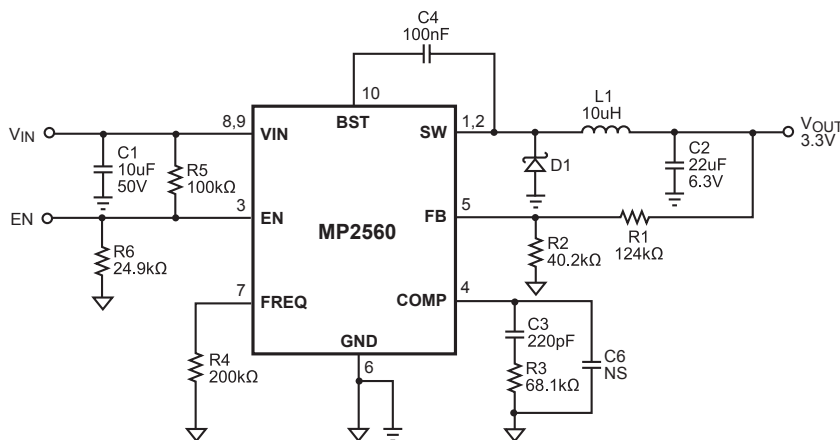 C4
100nF
10
8,9
VIN
BST
SW
1,2
L1
10uH
VIN
VOUT
3.3V
C1
10uF
50V
R5
100kΩ
D1
C2
22uF
6.3V
EN
3
EN
MP2560
FB
5
R1
124kΩ
R6
24.9kΩ
R2
40.2kΩ
7
FREQ
COMP
4
R4
200kΩ
GND
6
C3
220pF
R3
68.1kΩ
C6
NS